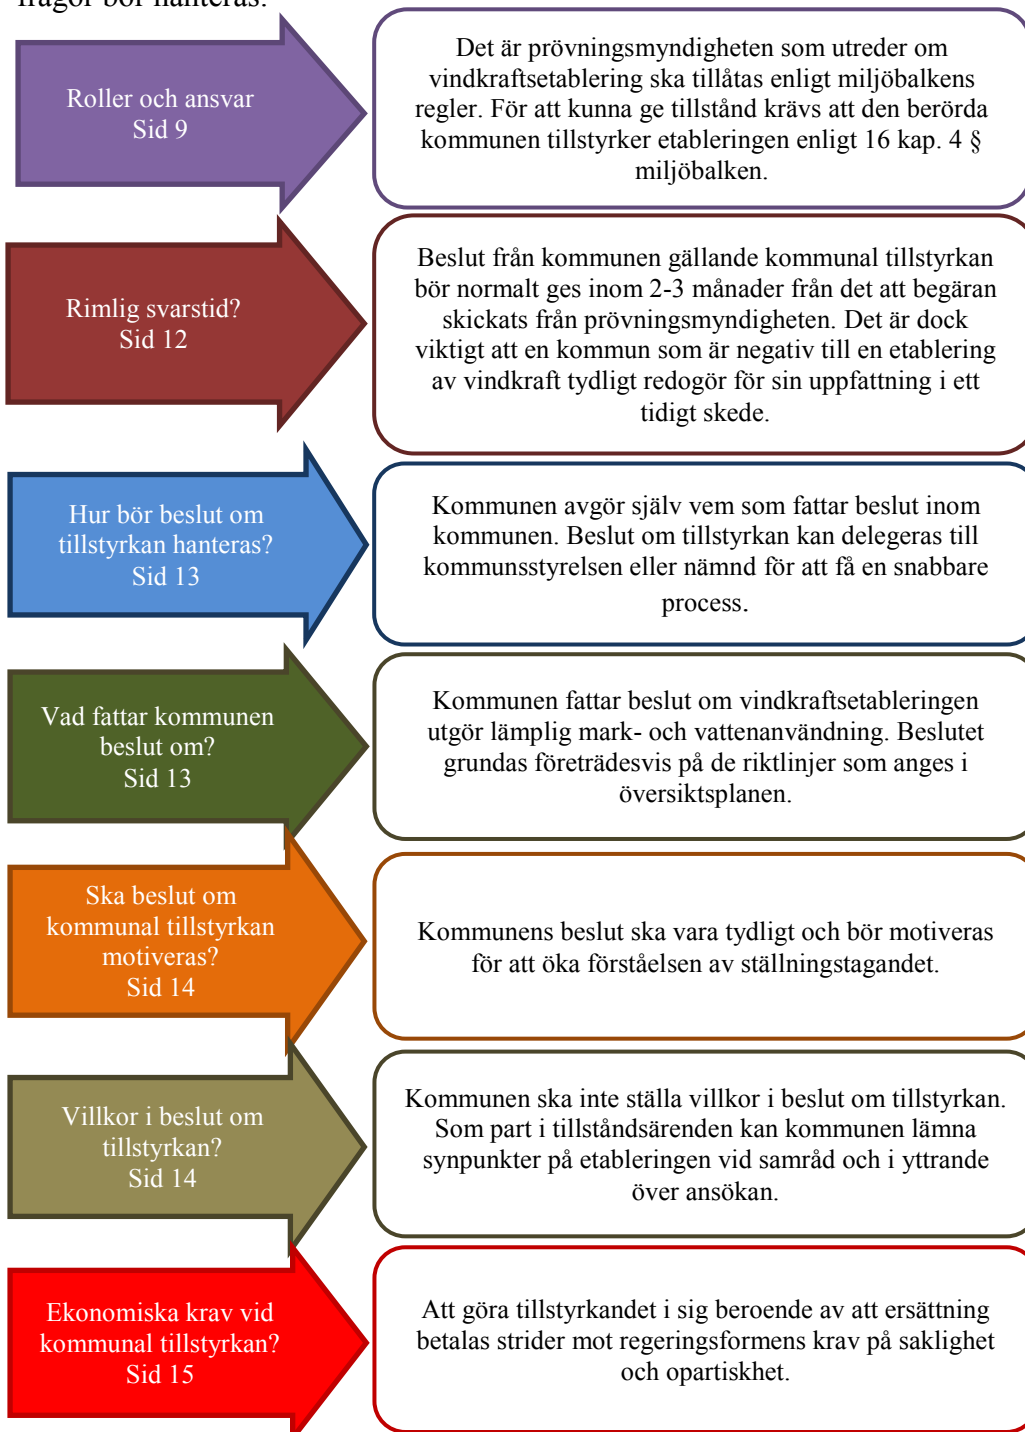 frågor bör hanteras.
Roller och ansvar
Sid 9
Det är prövningsmyndigheten som utreder om
vindkraftsetablering ska tillåtas enligt miljöbalkens
regler. För att kunna ge tillstånd krävs att den berörda
kommunen tillstyrker etableringen enligt 16 kap. 4 §
miljöbalken.
Rimlig svarstid?
Sid 12
Beslut från kommunen gällande kommunal tillstyrkan
bör normalt ges inom 2-3 månader från det att begäran
skickats från prövningsmyndigheten. Det är dock
viktigt att en kommun som är negativ till en etablering
av vindkraft tydligt redogör för sin uppfattning i ett
tidigt skede.
Hur bör beslut om
tillstyrkan hanteras?
Sid 13
Kommunen avgör själv vem som fattar beslut inom
kommunen. Beslut om tillstyrkan kan delegeras till
kommunsstyrelsen eller nämnd för att få en snabbare
process.
Vad fattar kommunen
beslut om?
Sid 13
Kommunen fattar beslut om vindkraftsetableringen
utgör lämplig mark- och vattenanvändning. Beslutet
grundas företrädesvis på de riktlinjer som anges i
översiktsplanen.
Ska beslut om
kommunal tillstyrkan
motiveras?
Sid 14
Kommunens beslut ska vara tydligt och bör motiveras
för att öka förståelsen av ställningstagandet.
Villkor i beslut om
tillstyrkan?
Sid 14
Kommunen ska inte ställa villkor i beslut om tillstyrkan.
Som part i tillståndsärenden kan kommunen lämna
synpunkter på etableringen vid samråd och i yttrande
över ansökan.
Ekonomiska krav vid
kommunal tillstyrkan?
Sid 15
Att göra tillstyrkandet i sig beroende av att ersättning
betalas strider mot regeringsformens krav på saklighet
och opartiskhet.